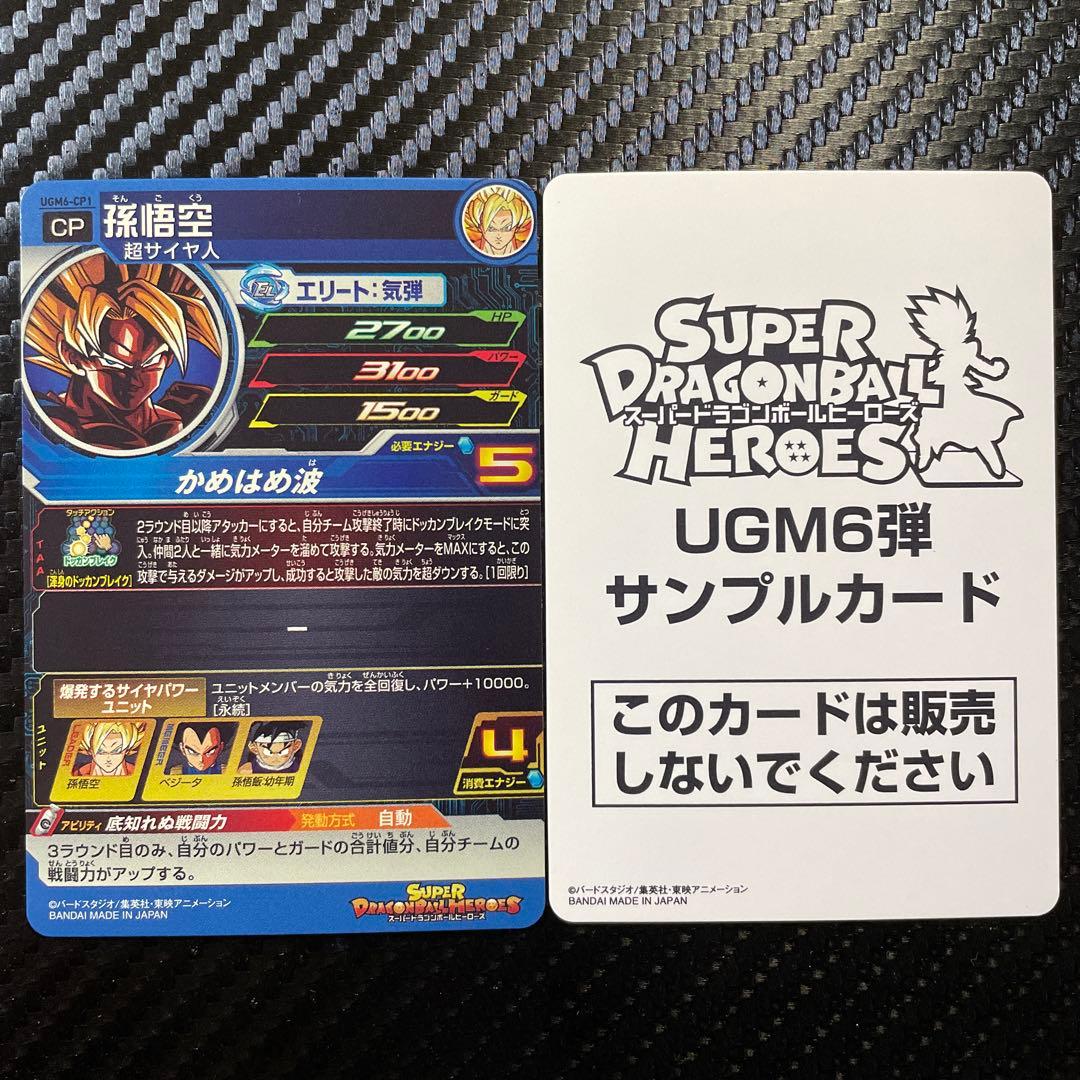 UGM6-CP1
CP
そん ご くう
孫悟空
超サイヤ人
EL
エリート：気弾
HP
2700
パワー
3100
ガード
1500
必要エナジー
5
は
かめはめ波
TAA
タッチアクション
ドッカンブレイク
こんしん
【渾身のドッカンブレイク】
2ラウンド目以降アタッカーにすると、自分チーム攻撃終了時にドッカンブレイクモードに突
入。仲間2人と一緒に気力メーターを溜めて攻撃する。気力メーターをMAXにすると、この
攻撃で与えるダメージがアップし、成功すると攻撃した敵の気力を超ダウンする。[1回限り]
ー
ユニット
爆発するサイヤパワー
ユニット
ユニットメンバーの気力を全回復し、パワー+10000。
[永続]
LEADER
孫悟空
MEMBER
ベジータ
孫悟飯:幼年期
4
消費エナジー
アビリティ 底知れぬ戦闘力
発動方式 自動
3ラウンド目のみ、自分のパワーとガードの合計値分、自分チームの
戦闘力がアップする。
©バードスタジオ/集英社・東映アニメーション
BANDAI MADE IN JAPAN
SUPER
DRAGONBALL HEROES
スーパードラゴンボールヒーローズ
SUPER
DRAGONBALL
スーパードラゴンボールヒーローズ
HEROES
UGM6弾
サンプルカード
このカードは販売
しないでください
©バードスタジオ/集英社・東映アニメーション
BANDAI MADE IN JAPAN